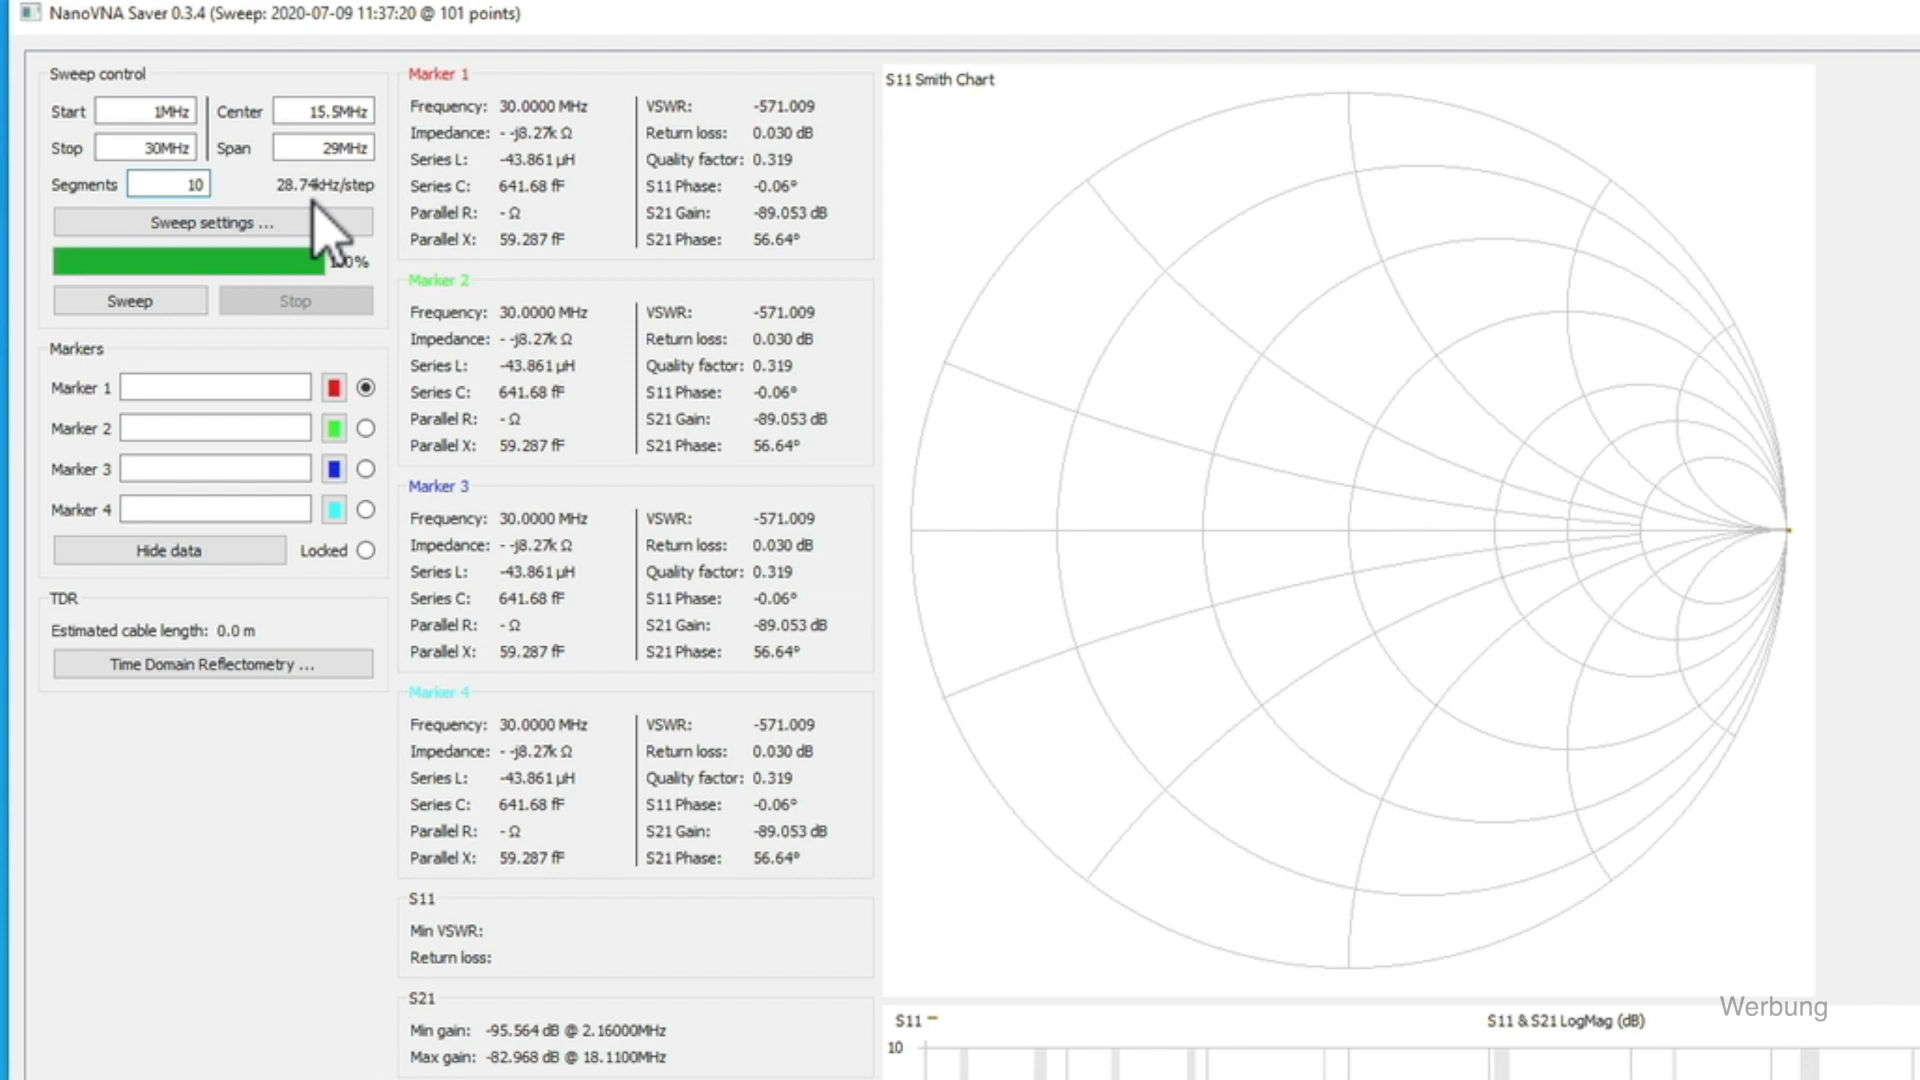 NanoVNA Saver 0.3.4 (Sweep: 2020-07-09 11:37:20 @ 101 points)
Sweep control
Start 1MHz Center 15.5MHz
Stop 30MHz Span 29MHz
Segments 10 28.74kHz/step
Sweep settings ...
Sweep Stop
Markers
Marker 1
Marker 2
Marker 3
Marker 4
Hide data Locked
TDR
Estimated cable length: 0.0 m
Time Domain Reflectometry ...
Marker 1
Frequency: 30.0000 MHz VSWR: -571.009
Impedance: - -j8.27k Ω Return loss: 0.030 dB
Series L: -43.861 µH Quality factor: 0.319
Series C: 641.68 fF S11 Phase: -0.06°
Parallel R: - Ω S21 Gain: -89.053 dB
Parallel X: 59.287 fF S21 Phase: 56.64°
Marker 2
Frequency: 30.0000 MHz VSWR: -571.009
Impedance: - -j8.27k Ω Return loss: 0.030 dB
Series L: -43.861 µH Quality factor: 0.319
Series C: 641.68 fF S11 Phase: -0.06°
Parallel R: - Ω S21 Gain: -89.053 dB
Parallel X: 59.287 fF S21 Phase: 56.64°
Marker 3
Frequency: 30.0000 MHz VSWR: -571.009
Impedance: - -j8.27k Ω Return loss: 0.030 dB
Series L: -43.861 µH Quality factor: 0.319
Series C: 641.68 fF S11 Phase: -0.06°
Parallel R: - Ω S21 Gain: -89.053 dB
Parallel X: 59.287 fF S21 Phase: 56.64°
Marker 4
Frequency: 30.0000 MHz VSWR: -571.009
Impedance: - -j8.27k Ω Return loss: 0.030 dB
Series L: -43.861 µH Quality factor: 0.319
Series C: 641.68 fF S11 Phase: -0.06°
Parallel R: - Ω S21 Gain: -89.053 dB
Parallel X: 59.287 fF S21 Phase: 56.64°
S11
Min VSWR:
Return loss:
S21
Min gain: -95.564 dB @ 2.16000MHz
Max gain: -82.968 dB @ 18.1100MHz
S11 Smith Chart
Werbung
S11 S11 & S21 LogMag (dB)
10